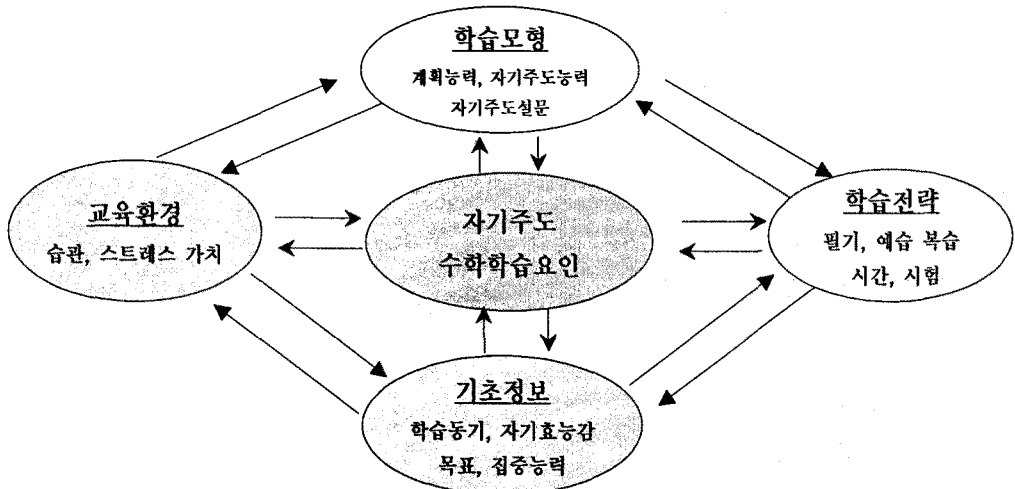 학습모형
계획능력, 자기주도능력
자기주도설문
교육환경
습관, 스트레스 가치
자기주도
수학학습요인
학습전략
필기, 예습 복습
시간, 시험
기초정보
학습동기, 자기효능감
목표, 집중능력